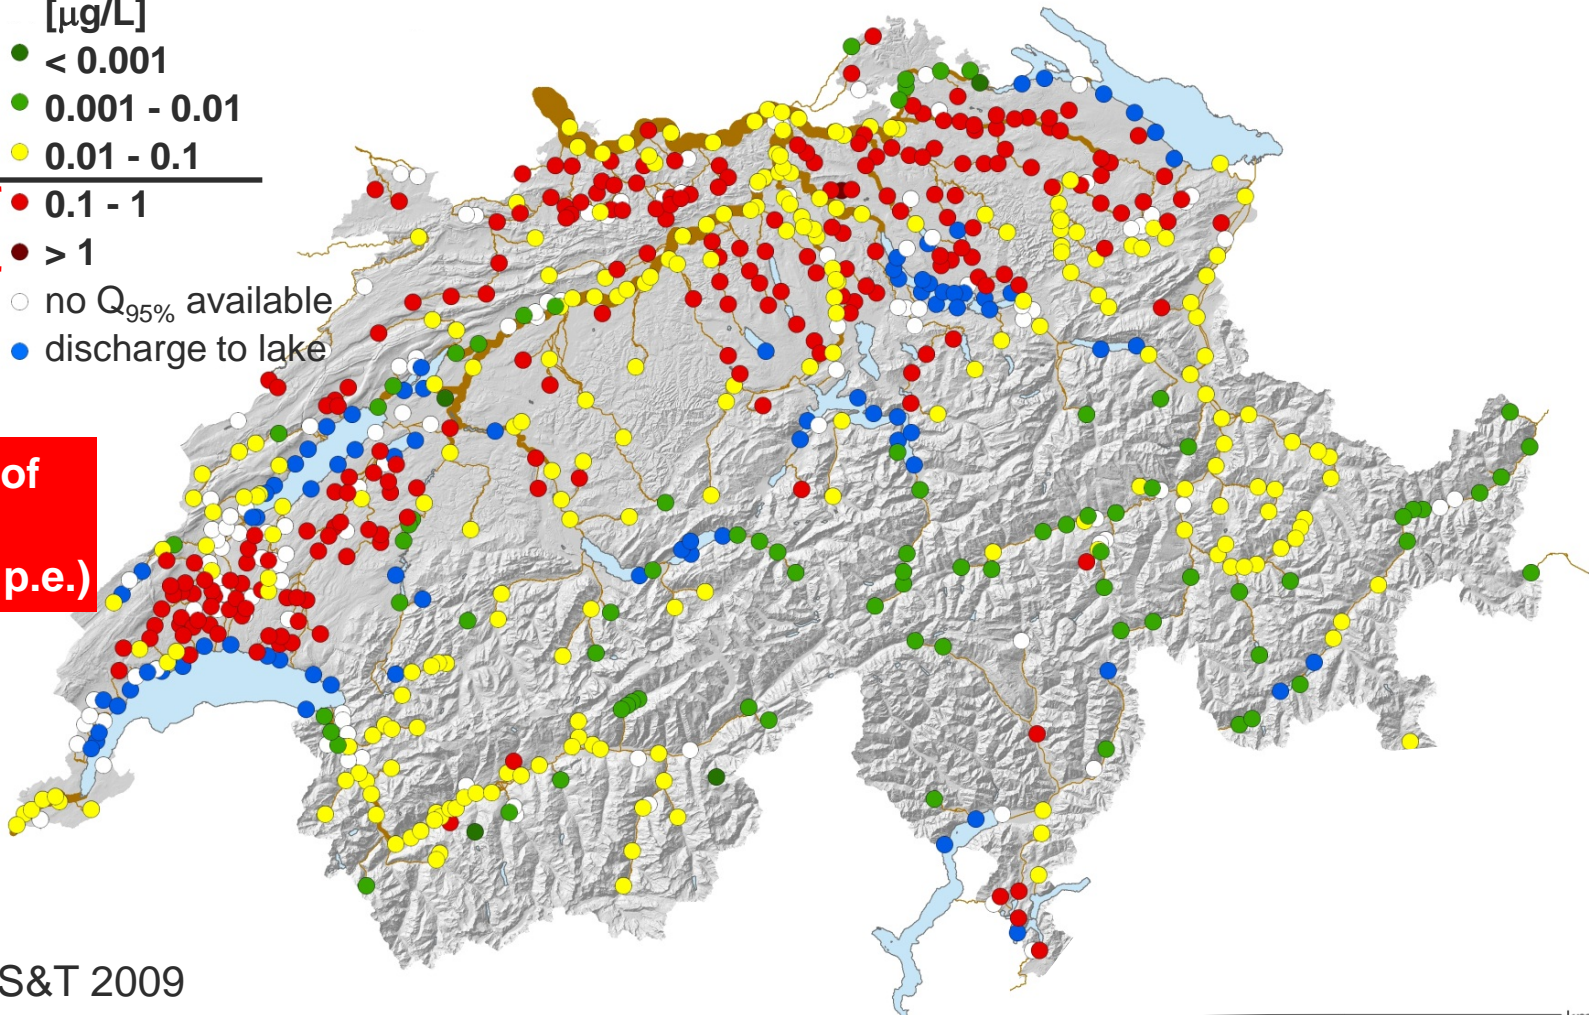 [µg/L]
< 0.001
0.001 - 0.01
0.01 - 0.1
0.1 - 1
> 1
no Q95% available
discharge to lake
of
p.e.)
S&T 2009